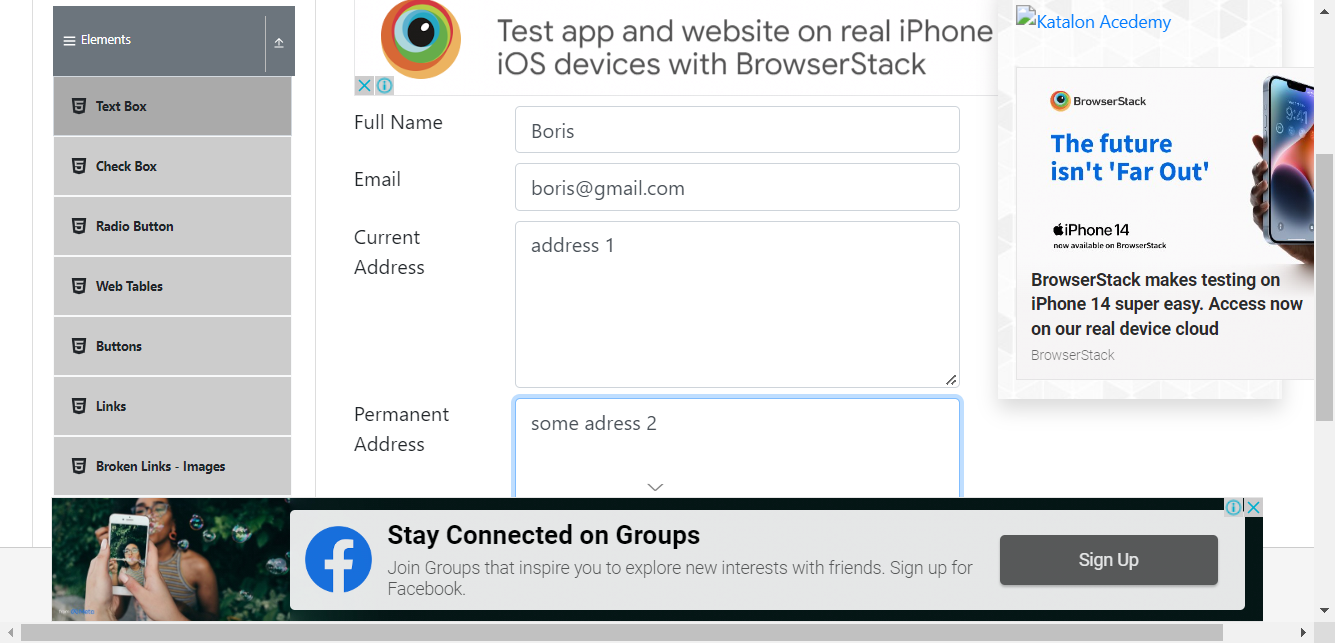 Elements
Text Box
Check Box
Radio Button
Web Tables
Buttons
Links
Broken Links - Images
Test app and website on real iPhone
iOS devices with BrowserStack
Full Name
Boris
Email
boris@gmail.com
Current
Address
address 1
Permanent
Address
some adress 2
Katalon Acedemy
BrowserStack
The future
isn't 'Far Out'
9:41
iPhone 14
now available on BrowserStack
BrowserStack makes testing on
iPhone 14 super easy. Access now
on our real device cloud
BrowserStack
Stay Connected on Groups
Join Groups that inspire you to explore new interests with friends. Sign up for
Facebook.
Sign Up